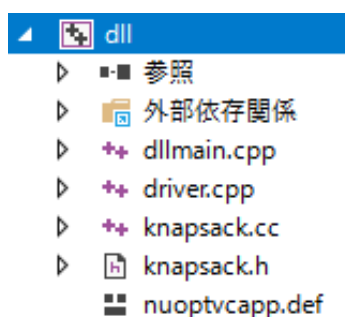 dll
参照
外部依存関係
dllmain.cpp
driver.cpp
knapsack.cc
knapsack.h
nuoptvcapp.def